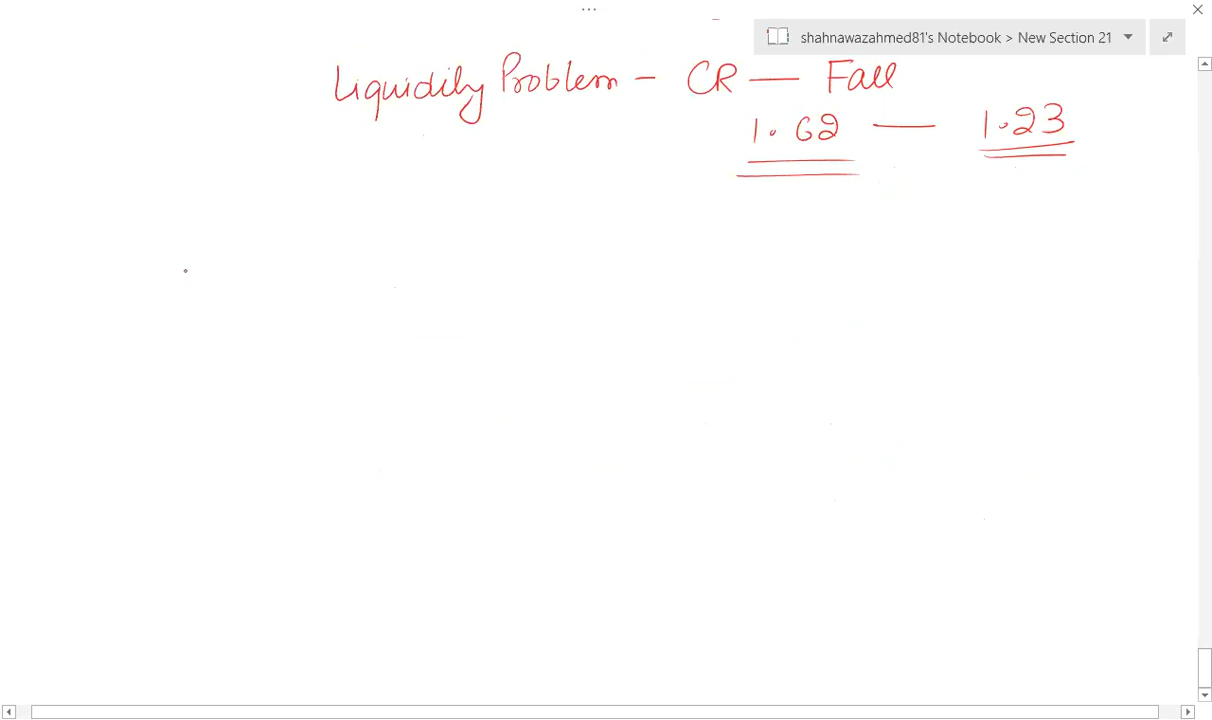 shahnawazahmed81's Notebook > New Section 21
Liquidity Problem - CR — Fall
1.62 — 1.23